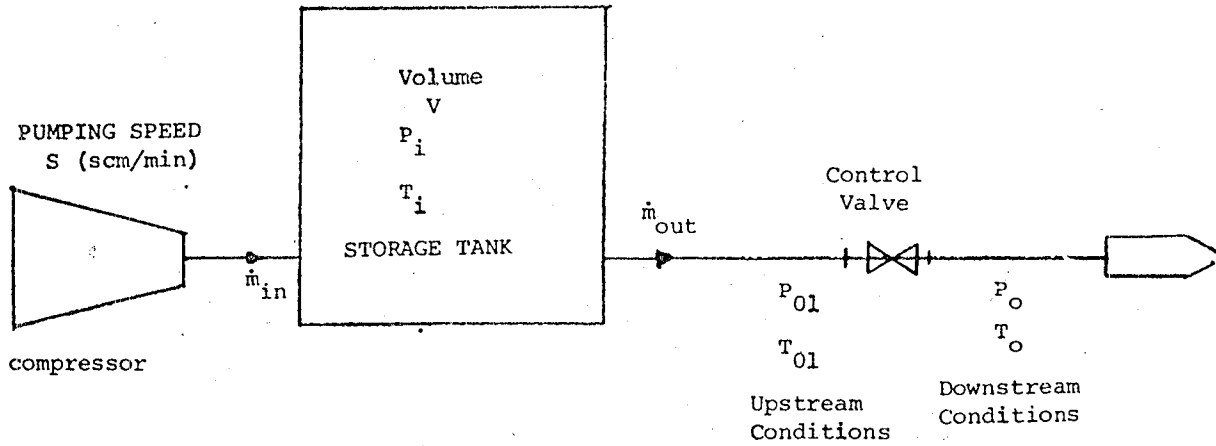 Volume
V
PUMPING SPEED
S (scm/min)
P_i
T_i
STORAGE TANK
ṁ_in
compressor
ṁ_out
Control
Valve
P_01
T_01
Upstream
Conditions
P_o
T_o
Downstream
Conditions